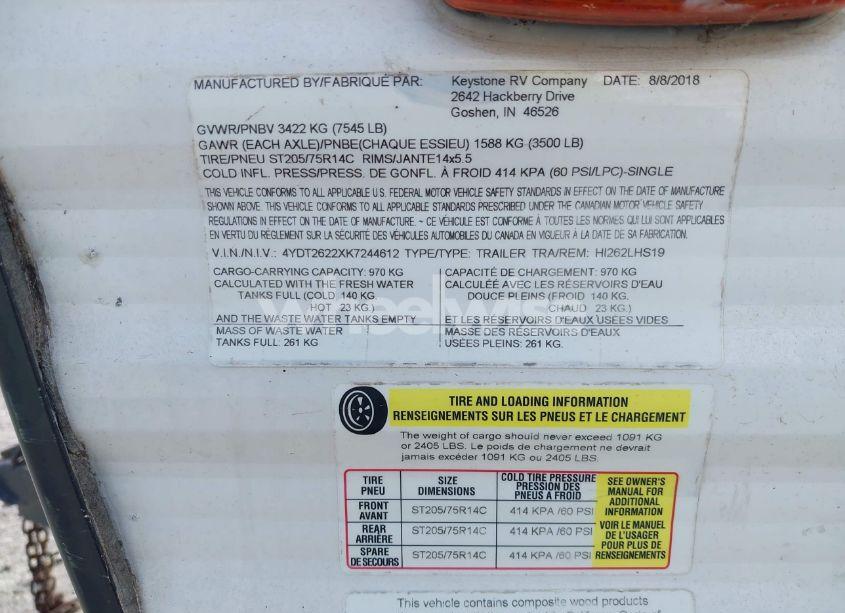 MANUFACTURED BY/FABRIQUÉ PAR: Keystone RV Company DATE: 8/8/2018
2642 Hackberry Drive
Goshen, IN 46526
GVWR/PNBV 3422 KG (7545 LB)
GAWR (EACH AXLE)/PNBE(CHAQUE ESSIEU) 1588 KG (3500 LB)
TIRE/PNEU ST205/75R14C RIMS/JANTE14x5.5
COLD INFL. PRESS/PRESS. DE GONFL. À FROID 414 KPA (60 PSI/LPC)-SINGLE
THIS VEHICLE CONFORMS TO ALL APPLICABLE U.S. FEDERAL MOTOR VEHICLE SAFETY STANDARDS IN EFFECT ON THE DATE OF MANUFACTURE
SHOWN ABOVE. THIS VEHICLE CONFORMS TO ALL APPLICABLE STANDARDS PRESCRIBED UNDER THE CANADIAN MOTOR VEHICLE SAFETY
REGULATIONS IN EFFECT ON THE DATE OF MANUFACTURE. ~ CE VÉHICULE EST CONFORME À TOUTES LES NORMES QUI LUI SONT APPLICABLES
EN VERTU DU RÉGLEMENT SUR LA SÉCURITÉ DES VÉHICULES AUTOMOBILES DU CANADA EN VIGUEUR À LA DATE DE SA FABRICATION.
V.I.N./N.I.V.: 4YDT2622XK7244612 TYPE/TYPE: TRAILER TRA/REM: HI262LHS19
CARGO-CARRYING CAPACITY: 970 KG
CALCULATED WITH THE FRESH WATER
TANKS FULL (COLD: 140 KG.
HOT : 23 KG.)
AND THE WASTE WATER TANKS EMPTY
MASS OF WASTE WATER
TANKS FULL: 261 KG
CAPACITÉ DE CHARGEMENT: 970 KG
CALCULÉE AVEC LES RÉSERVOIRS D'EAU
DOUCE PLEINS (FROID 140 KG.
CHAUD : 23 KG.)
ET LES RÉSERVOIRS D'EAUX USÉES VIDES
MASSE DES RÉSERVOIRS D'EAUX
USÉES PLEINS: 261 KG.
TIRE AND LOADING INFORMATION
RENSEIGNEMENTS SUR LES PNEUS ET LE CHARGEMENT
The weight of cargo should never exceed 1091 KG
or 2405 LBS. Le poids de chargement ne devrait
jamais excéder 1091 KG ou 2405 LBS.
TIRE
PNEU
SIZE
DIMENSIONS
COLD TIRE PRESSURE
PRESSION DES
PNEUS A FROID
FRONT
AVANT
ST205/75R14C
414 KPA /60 PSI
REAR
ARRIÈRE
ST205/75R14C
414 KPA /60 PSI
SPARE
DE SECOURS
ST205/75R14C
414 KPA /60 PSI
SEE OWNER'S
MANUAL FOR
ADDITIONAL
INFORMATION
VOIR LE MANUEL
DE L'USAGER
POUR PLUS DE
RENSEIGNEMENTS
This vehicle contains composite wood products